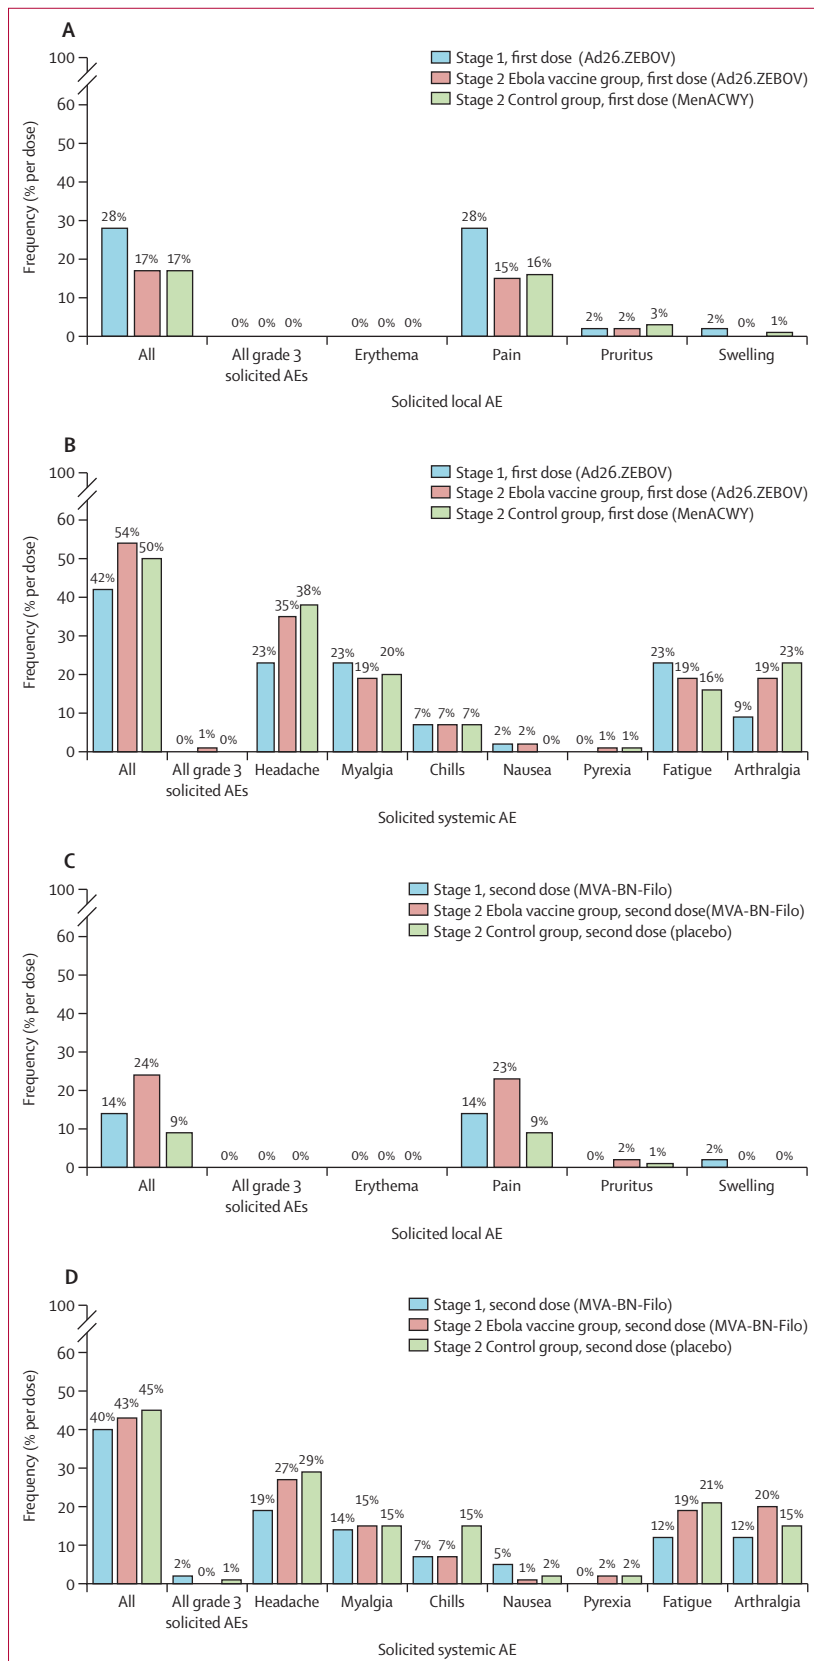 A
Stage 1, first dose (Ad26.ZEBOV)
Stage 2 Ebola vaccine group, first dose (Ad26.ZEBOV)
Stage 2 Control group, first dose (MenACWY)
Frequency (% per dose)
100
60
50
40
30
20
10
0
28% 17% 17%
0% 0% 0%
0% 0% 0%
28% 15% 16%
2% 2% 3%
2% 0% 1%
All
All grade 3
solicited AEs
Erythema
Pain
Pruritus
Swelling
Solicited local AE
B
Stage 1, first dose (Ad26.ZEBOV)
Stage 2 Ebola vaccine group, first dose (Ad26.ZEBOV)
Stage 2 Control group, first dose (MenACWY)
Frequency (% per dose)
100
60
50
40
30
20
10
0
42% 54% 50%
0% 1% 0%
23% 35% 38%
23% 19% 20%
7% 7% 7%
2% 2% 0%
0% 1% 1%
23% 19% 16%
9% 19% 23%
All
All grade 3
solicited AEs
Headache
Myalgia
Chills
Nausea
Pyrexia
Fatigue
Arthralgia
Solicited systemic AE
C
Stage 1, second dose (MVA-BN-Filo)
Stage 2 Ebola vaccine group, second dose(MVA-BN-Filo)
Stage 2 Control group, second dose (placebo)
Frequency (% per dose)
100
60
50
40
30
20
10
0
14% 24% 9%
0% 0% 0%
0% 0% 0%
14% 23% 9%
0% 2% 1%
2% 0% 0%
All
All grade 3
solicited AEs
Erythema
Pain
Pruritus
Swelling
Solicited local AE
D
Stage 1, second dose (MVA-BN-Filo)
Stage 2 Ebola vaccine group, second dose (MVA-BN-Filo)
Stage 2 Control group, second dose (placebo)
Frequency (% per dose)
100
60
50
40
30
20
10
0
40% 43% 45%
2% 0% 1%
19% 27% 29%
14% 15% 15%
7% 7% 15%
5% 1% 2%
0% 2% 2%
12% 19% 21%
12% 20% 15%
All
All grade 3
solicited AEs
Headache
Myalgia
Chills
Nausea
Pyrexia
Fatigue
Arthralgia
Solicited systemic AE